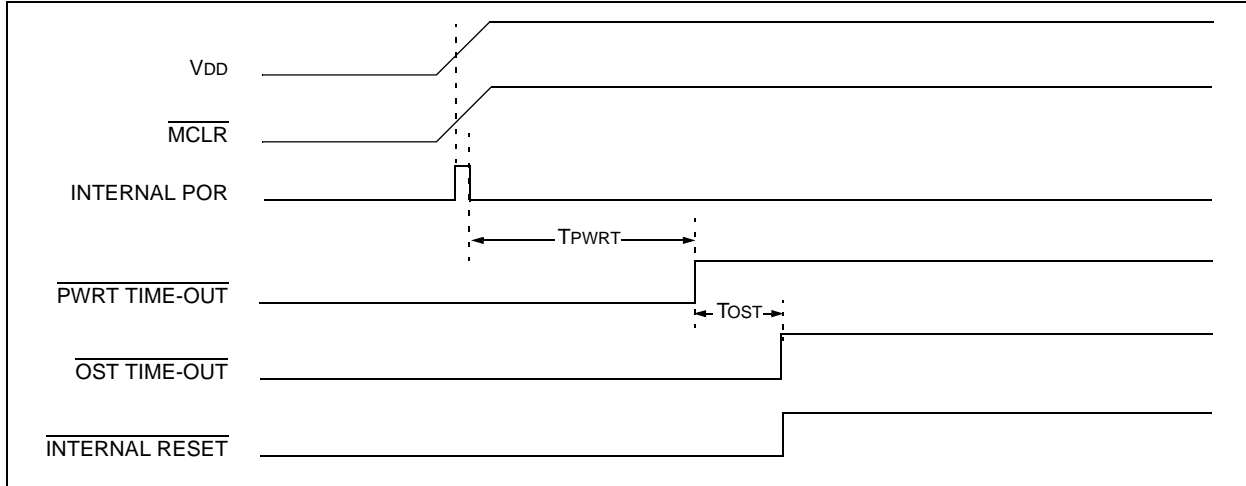 VDD
MCLR
INTERNAL POR
TPWRT
PWRT TIME-OUT
TOST
OST TIME-OUT
INTERNAL RESET